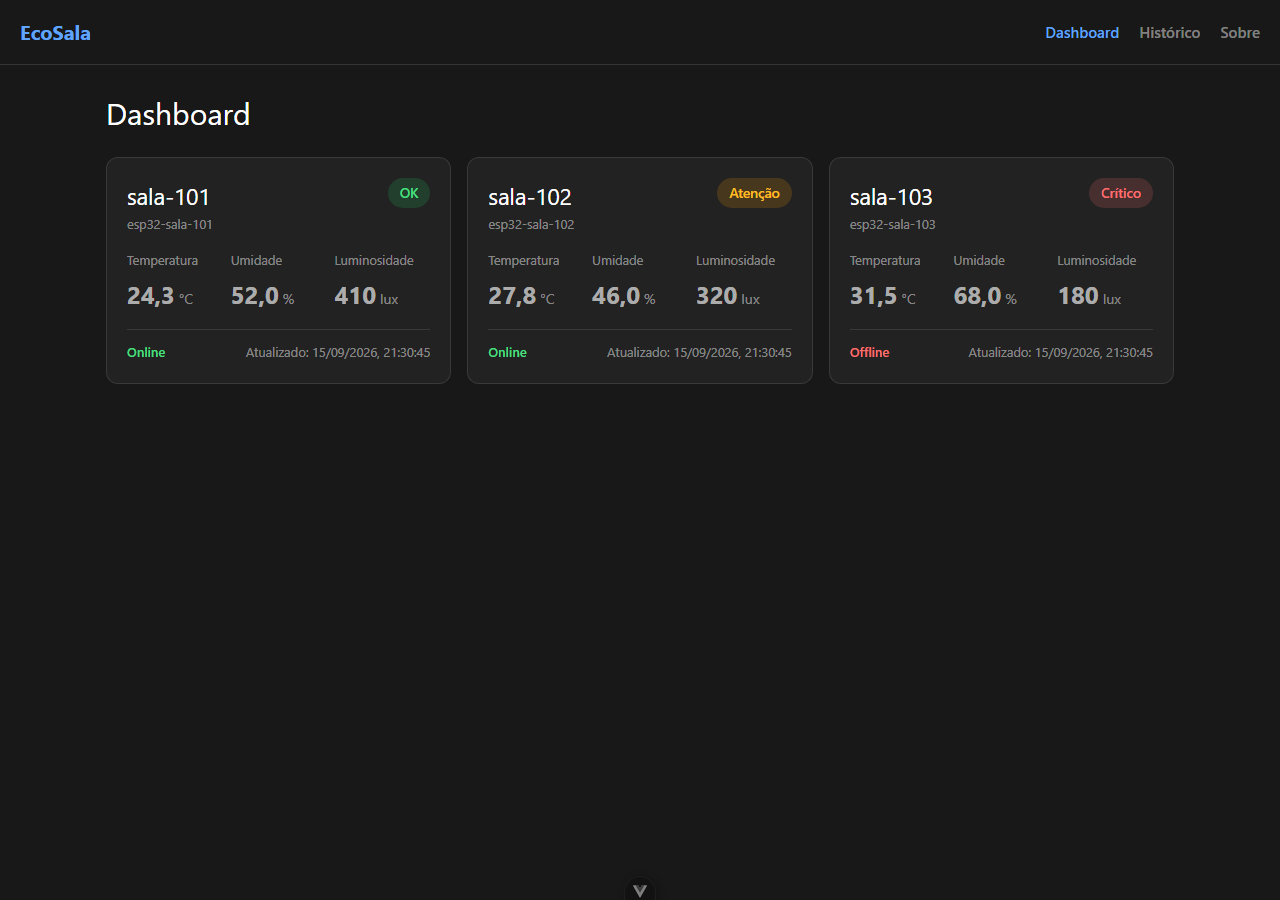 EcoSala
Dashboard Histórico Sobre
Dashboard
sala-101 OK
esp32-sala-101
Temperatura Umidade Luminosidade
24,3 °C 52,0 % 410 lux
Online Atualizado: 15/09/2026, 21:30:45
sala-102 Atenção
esp32-sala-102
Temperatura Umidade Luminosidade
27,8 °C 46,0 % 320 lux
Online Atualizado: 15/09/2026, 21:30:45
sala-103 Crítico
esp32-sala-103
Temperatura Umidade Luminosidade
31,5 °C 68,0 % 180 lux
Offline Atualizado: 15/09/2026, 21:30:45